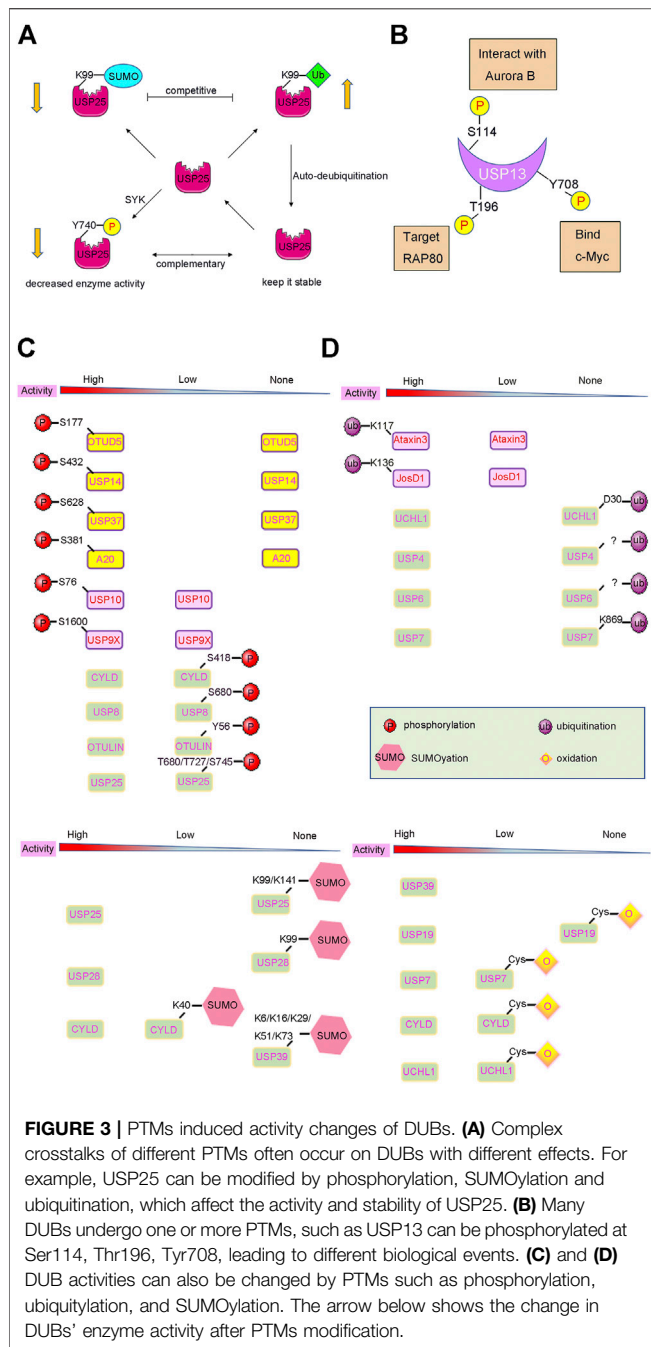 A
K99 SUMO
USP25
competitive
K99 Ub
USP25
USP25
Auto-deubiquitination
SYK
Y740 P
USP25
complementary
USP25
decreased enzyme activity
keep it stable
B
Interact with
Aurora B
P
S114
USP13
Y708
P
T196
P
Target
RAP80
Bind
c-Myc
C
High Low None
Activity
P S177
OTUD5 OTUD5
P S432
USP14 USP14
P S628
USP37 USP37
P S381
A20 A20
P S76
USP10 USP10
P S1600
USP9X USP9X
S418 P
CYLD CYLD
S680 P
USP8 USP8
Y56 P
OTULIN OTULIN
T680/T727/S745 P
USP25 USP25
D
High Low None
Activity
ub K117
Ataxin3 Ataxin3
ub K136
JosD1 JosD1
D30 ub
UCHL1 UCHL1
? ub
USP4 USP4
? ub
USP6 USP6
K869 ub
USP7 USP7
P phosphorylation ub ubiquitination
SUMO SUMOylation O oxidation
High Low None
Activity
K99/K141 SUMO
USP25 USP25
K99 SUMO
USP28 USP28
K40 SUMO
CYLD CYLD
K6/K16/K29/
K51/K73 SUMO
USP39
High Low None
Activity
USP39
Cys O
USP19 USP19
Cys O
USP7 USP7
Cys O
CYLD CYLD
Cys O
UCHL1 UCHL1
FIGURE 3 | PTMs induced activity changes of DUBs. (A) Complex
crosstalks of different PTMs often occur on DUBs with different effects. For
example, USP25 can be modified by phosphorylation, SUMOylation and
ubiquitination, which affect the activity and stability of USP25. (B) Many
DUBs undergo one or more PTMs, such as USP13 can be phosphorylated at
Ser114, Thr196, Tyr708, leading to different biological events. (C) and (D)
DUB activities can also be changed by PTMs such as phosphorylation,
ubiquitylation, and SUMOylation. The arrow below shows the change in
DUBs' enzyme activity after PTMs modification.